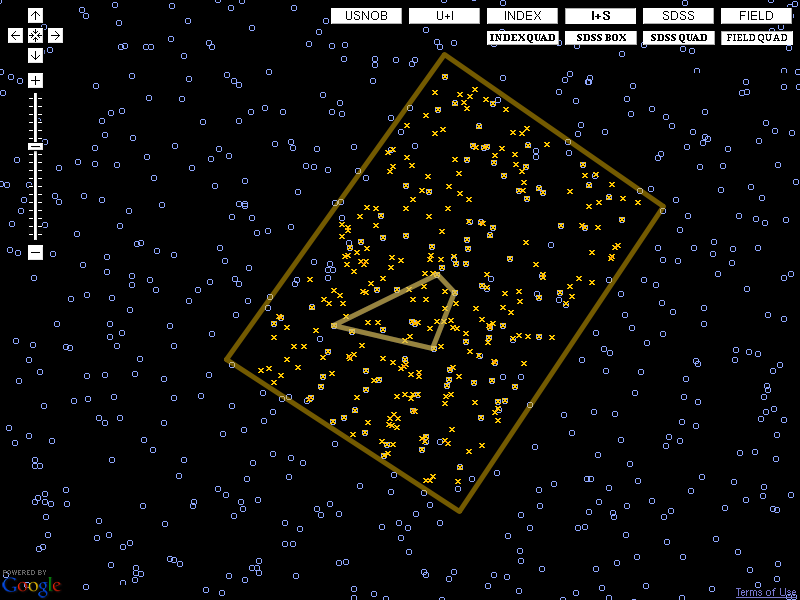 USNOB U+I INDEX I+S SDSS FIELD
INDEX QUAD SDSS BOX SDSS QUAD FIELD QUAD
POWERED BY
Google
Terms of Use